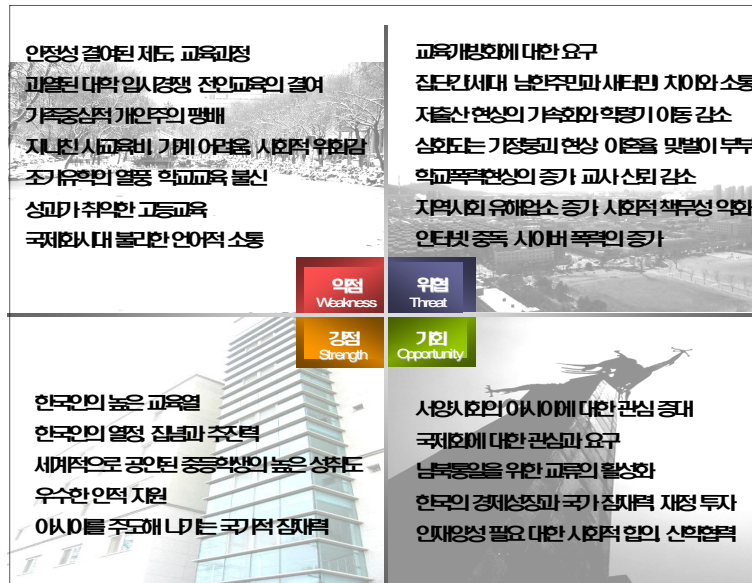 안정성 결여된 제도, 교육과정
과열된 대학 입시경쟁, 전인교육의 결여
가족중심적 개인주의 팽배
지나친 사교육비, 가계 어려움, 사회적 위화감
조기유학의 열풍, 학교교육 불신
성과가 취약한 고등교육
국제화시대 불리한 언어적 소통
교육개방화에 대한 요구
집단간(세대, 남한주민과 새터민) 차이와 소통
저출산 현상의 가속화와 학령기 아동 감소
심화되는 가정붕괴 현상, 이혼율, 맞벌이 부부
학교폭력현상의 증가, 교사 신뢰 감소
지역사회 유해업소 증가, 사회적 책무성 약화
인터넷 중독, 사이버 폭력의 증가
약점
Weakness
위협
Threat
강점
Strength
기회
Opportunity
한국인의 높은 교육열
한국인의 열정, 집념과 추진력
세계적으로 공인된 중등학생의 높은 성취도
우수한 인적 자원
아시아를 주도해 나가는 국가적 잠재력
서양사회의 아시아에 대한 관심 증대
국제화에 대한 관심과 요구
남북통일을 위한 교류의 활성화
한국의 경제성장과 국가 잠재력, 재정 투자
인재양성 필요 대한 사회적 합의, 산학협력